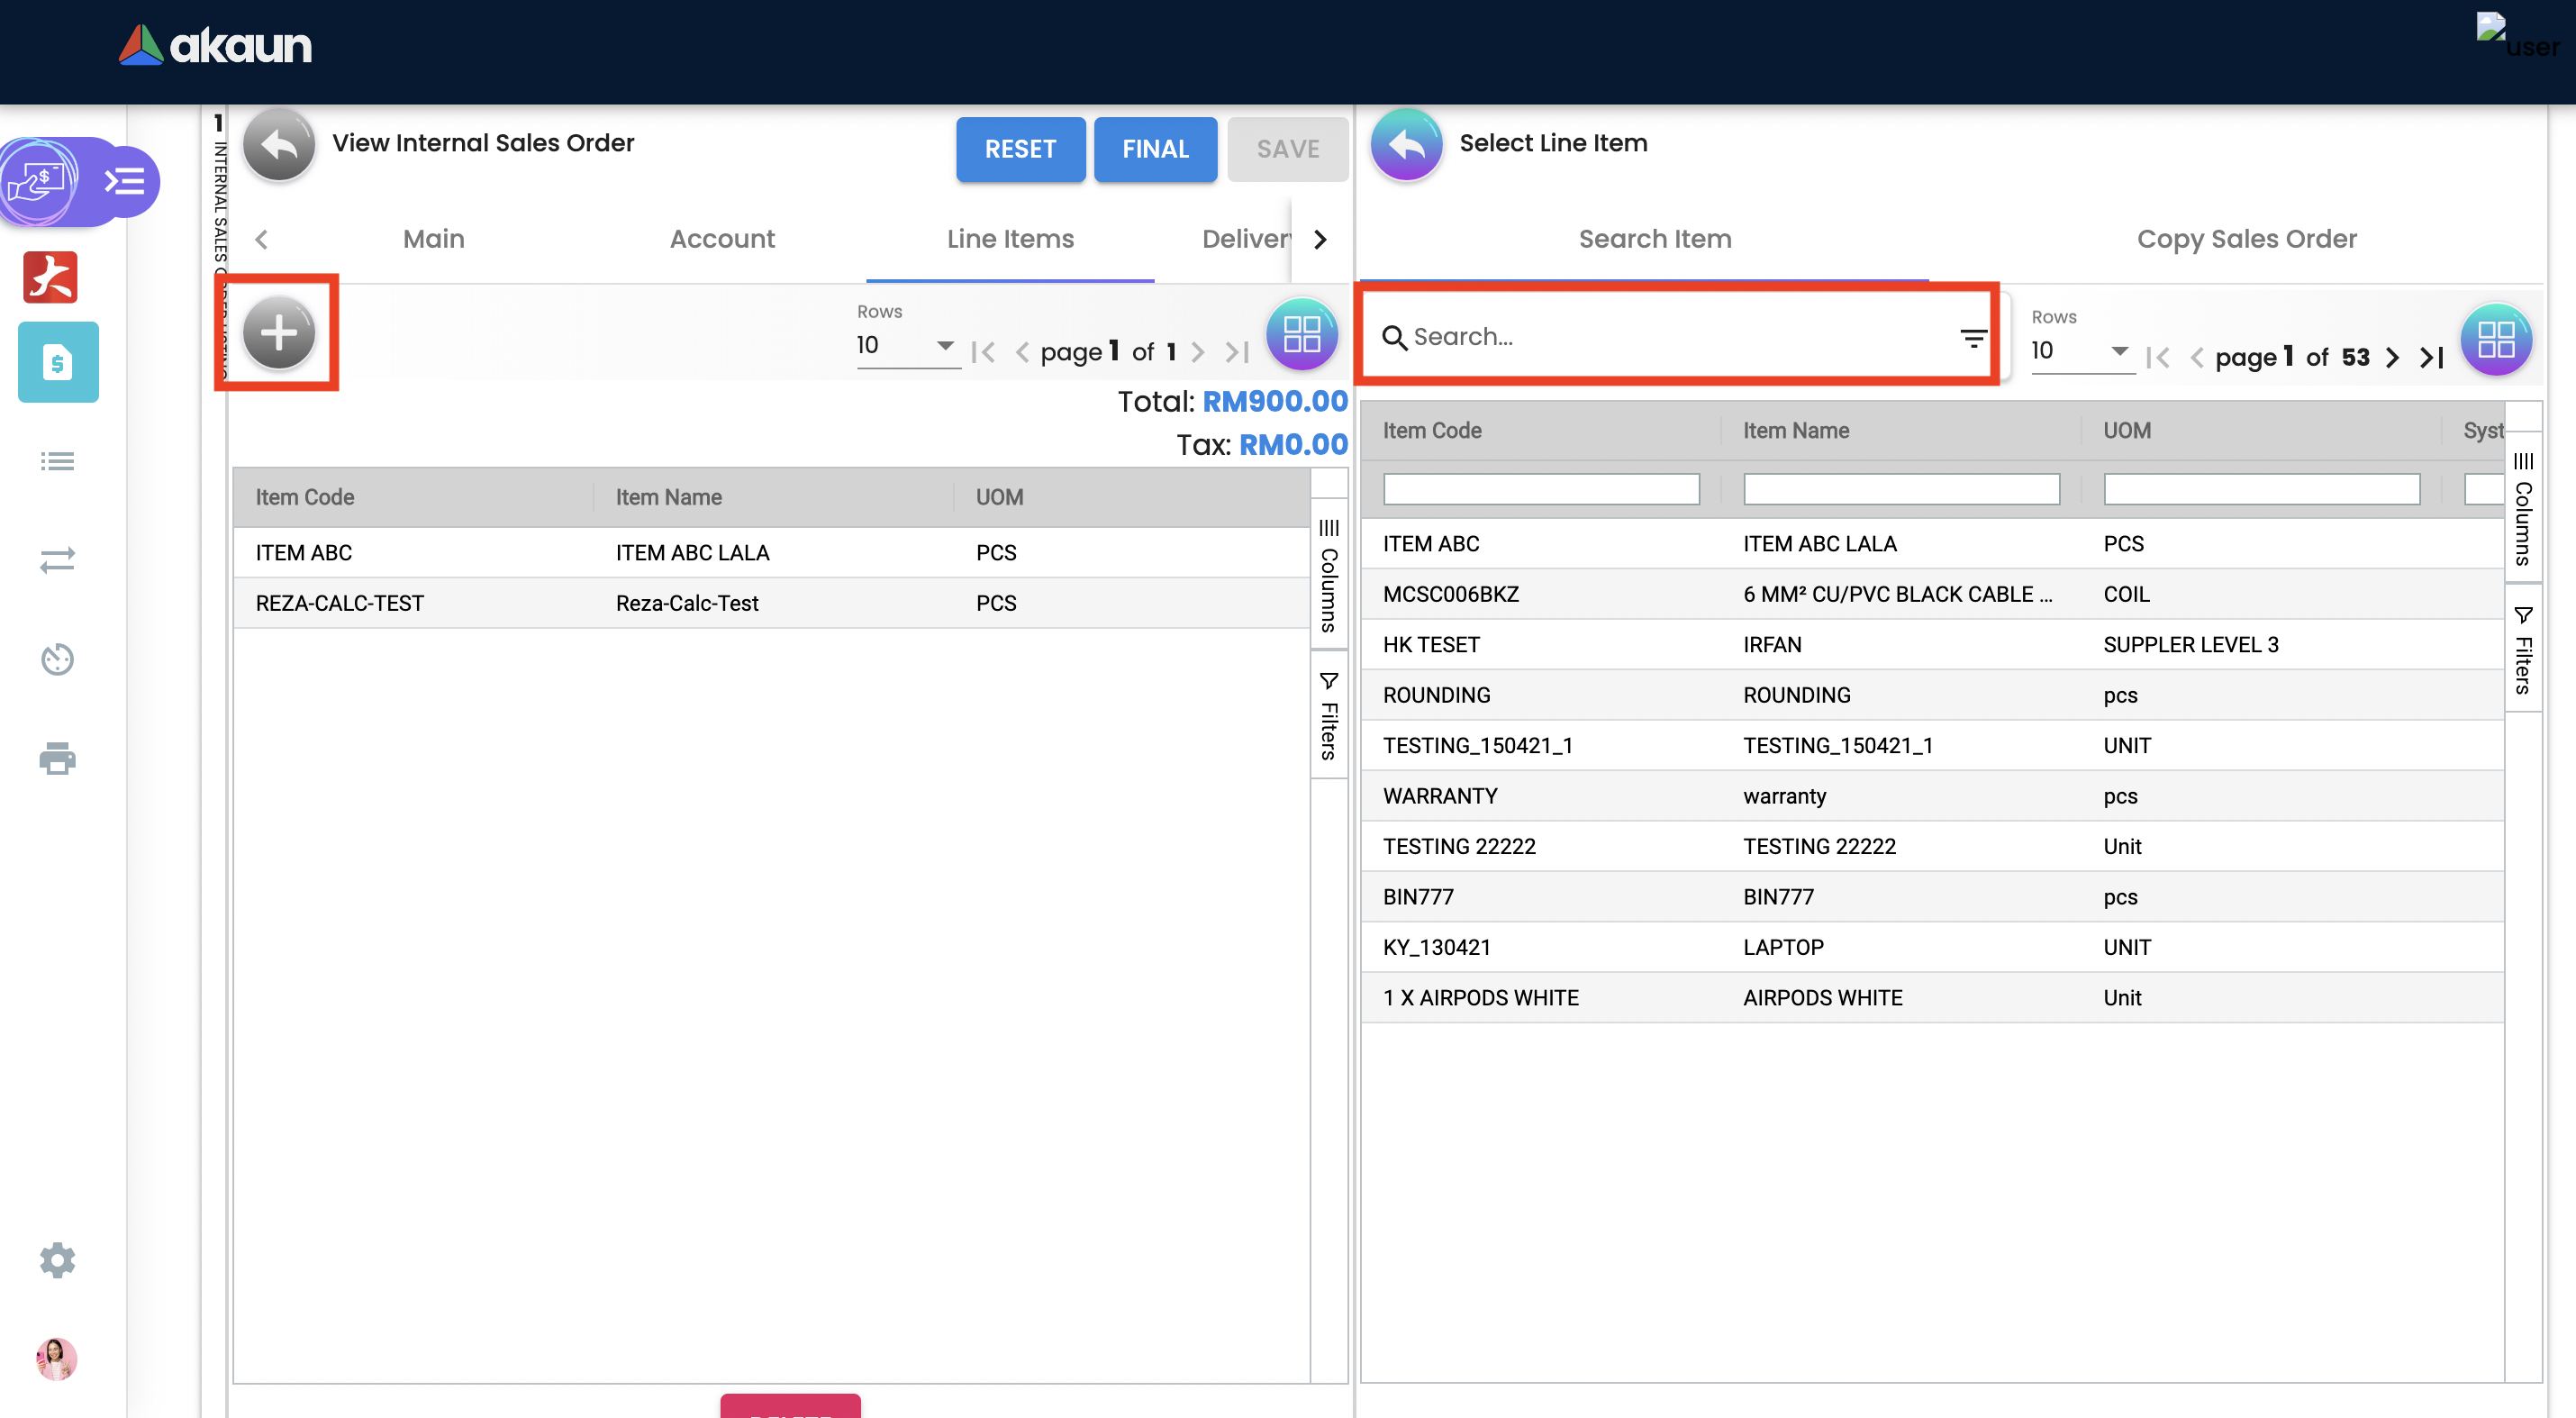 akaun
user
1 INTERNAL SALES ORDER LISTING
View Internal Sales Order
RESET
FINAL
SAVE
Main
Account
Line Items
Delivery
Rows
10
page 1 of 1
Total: RM900.00
Tax: RM0.00
Item Code Item Name UOM
ITEM ABC ITEM ABC LALA PCS
REZA-CALC-TEST Reza-Calc-Test PCS
Columns
Filters
Select Line Item
Search Item
Copy Sales Order
Search...
Rows
10
page 1 of 53
Item Code Item Name UOM Syst
ITEM ABC ITEM ABC LALA PCS
MCSC006BKZ 6 MM² CU/PVC BLACK CABLE ... COIL
HK TESET IRFAN SUPPLER LEVEL 3
ROUNDING ROUNDING pcs
TESTING_150421_1 TESTING_150421_1 UNIT
WARRANTY warranty pcs
TESTING 22222 TESTING 22222 Unit
BIN777 BIN777 pcs
KY_130421 LAPTOP UNIT
1 X AIRPODS WHITE AIRPODS WHITE Unit
Columns
Filters